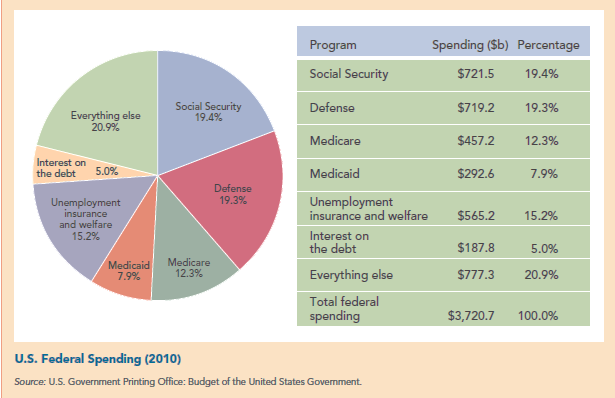 Everything else
20.9%
Social Security
19.4%
Interest on
the debt 5.0%
Defense
19.3%
Unemployment
insurance
and welfare
15.2%
Medicaid
7.9%
Medicare
12.3%
Program Spending ($b) Percentage
Social Security $721.5 19.4%
Defense $719.2 19.3%
Medicare $457.2 12.3%
Medicaid $292.6 7.9%
Unemployment
insurance and welfare $565.2 15.2%
Interest on
the debt $187.8 5.0%
Everything else $777.3 20.9%
Total federal
spending $3,720.7 100.0%
U.S. Federal Spending (2010)
Source: U.S. Government Printing Office: Budget of the United States Government.